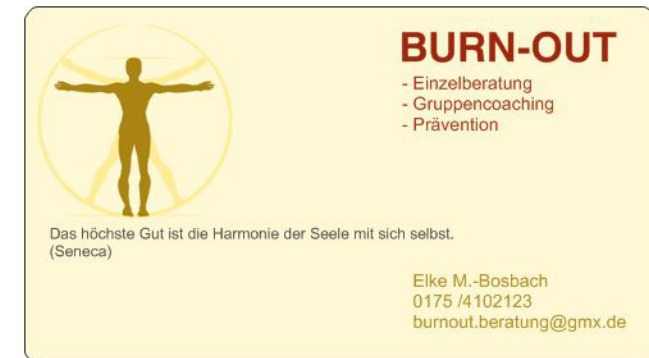 BURN-OUT
- Einzelberatung
- Gruppencoaching
- Prävention
Das höchste Gut ist die Harmonie der Seele mit sich selbst.
(Seneca)
Elke M.-Bosbach
0175 /4102123
burnout.beratung@gmx.de